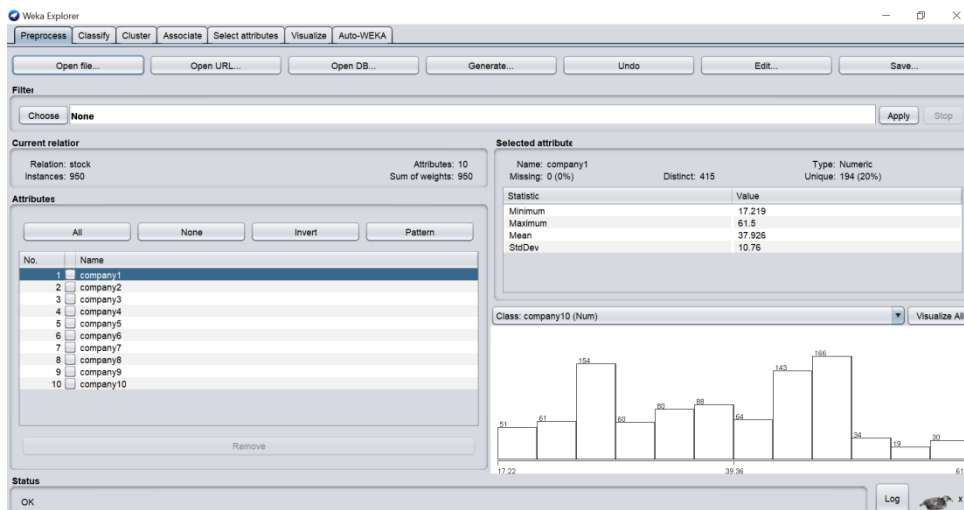 Weka Explorer
Preprocess Classify Cluster Associate Select attributes Visualize Auto-WEKA
Open file... Open URL... Open DB... Generate... Undo Edit... Save...
Filter
Choose None Apply Stop
Current relation
Relation: stock Attributes: 10
Instances: 950 Sum of weights: 950
Attributes
All None Invert Pattern
No. Name
1 company1
2 company2
3 company3
4 company4
5 company5
6 company6
7 company7
8 company8
9 company9
10 company10
Remove
Selected attribute
Name: company1 Type: Numeric
Missing: 0 (0%) Distinct: 415 Unique: 194 (20%)
Statistic Value
Minimum 17.219
Maximum 61.5
Mean 37.926
StdDev 10.76
Class: company10 (Num) Visualize All
51 61 154 60 80 88 64 143 166 34 19 30
17.22 39.36 61
Status
OK Log x